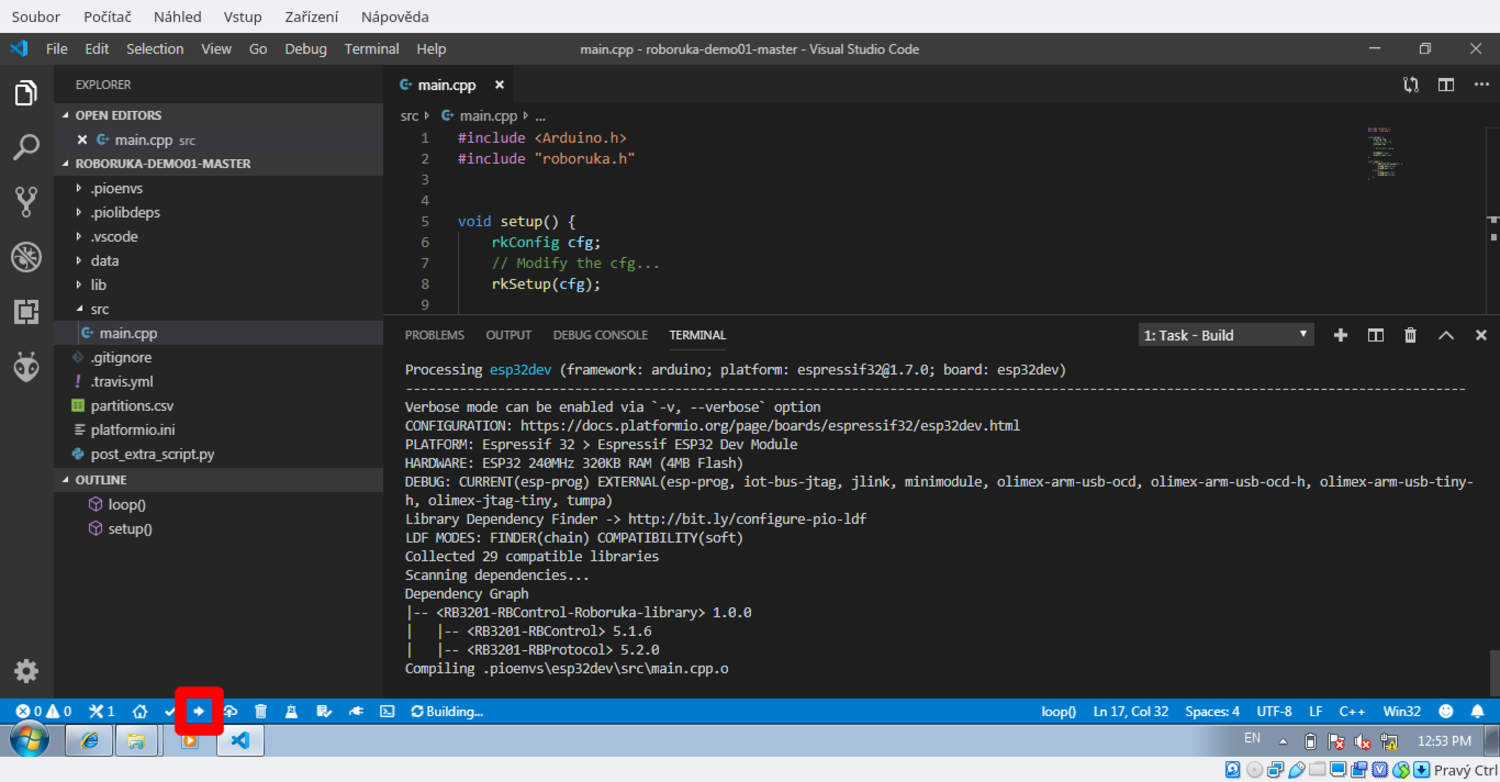 Soubor Počítač Náhled Vstup Zařízení Nápověda
File Edit Selection View Go Debug Terminal Help
main.cpp - roboruka-demo01-master - Visual Studio Code
EXPLORER
OPEN EDITORS
main.cpp src
ROBORUKA-DEMO01-MASTER
.pioenvs
.piolibdeps
.vscode
data
lib
src
main.cpp
.gitignore
.travis.yml
partitions.csv
platformio.ini
post_extra_script.py
OUTLINE
loop()
setup()
main.cpp
src main.cpp ...
1 #include <Arduino.h>
2 #include "roboruka.h"
3
4
5 void setup() {
6 rkConfig cfg;
7 // Modify the cfg...
8 rkSetup(cfg);
9
PROBLEMS OUTPUT DEBUG CONSOLE TERMINAL
1: Task - Build
Processing esp32dev (framework: arduino; platform: espressif32@1.7.0; board: esp32dev)
Verbose mode can be enabled via `-v, --verbose` option
CONFIGURATION: https://docs.platformio.org/page/boards/espressif32/esp32dev.html
PLATFORM: Espressif 32 > Espressif ESP32 Dev Module
HARDWARE: ESP32 240MHz 320KB RAM (4MB Flash)
DEBUG: CURRENT(esp-prog) EXTERNAL(esp-prog, iot-bus-jtag, jlink, minimodule, olimex-arm-usb-ocd, olimex-arm-usb-ocd-h, olimex-arm-usb-tiny-
h, olimex-jtag-tiny, tumpa)
Library Dependency Finder -> http://bit.ly/configure-pio-ldf
LDF MODES: FINDER(chain) COMPATIBILITY(soft)
Collected 29 compatible libraries
Scanning dependencies...
Dependency Graph
|-- <RB3201-RBControl-Roboruka-library> 1.0.0
|   |-- <RB3201-RBControl> 5.1.6
|   |-- <RB3201-RBProtocol> 5.2.0
Compiling .pioenvs\esp32dev\src\main.cpp.o
0 0 1 Building...
loop() Ln 17, Col 32 Spaces: 4 UTF-8 LF C++ Win32
EN 12:53 PM
Pravý Ctrl